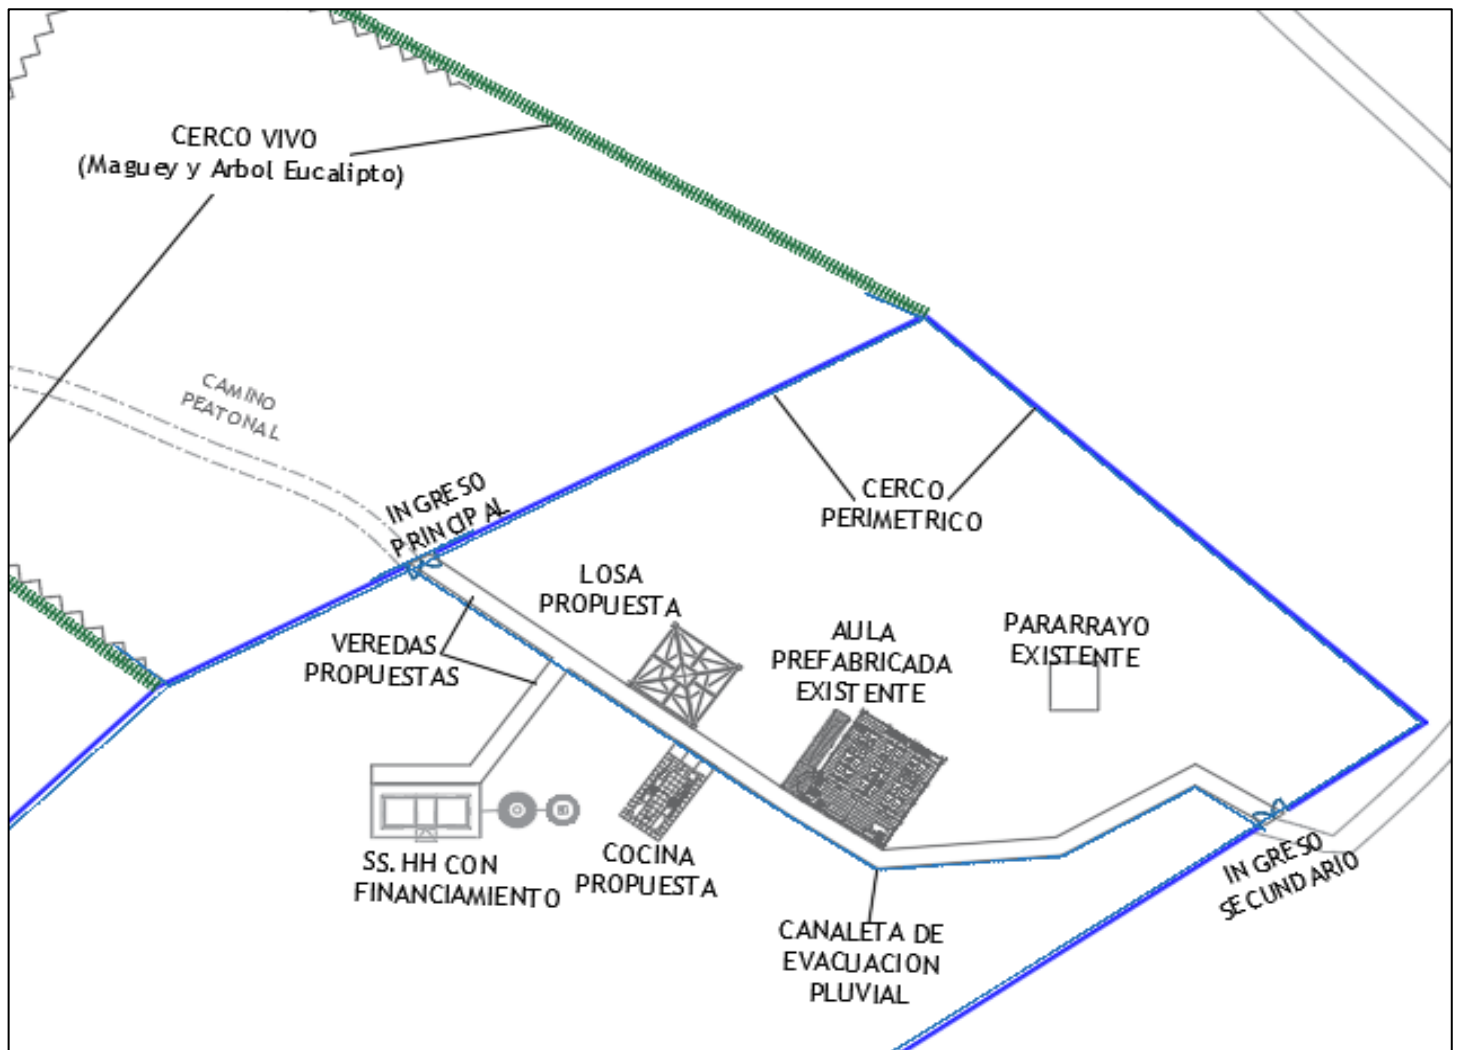 CERCO VIVO
(Maguey y Arbol Eucalipto)
CAMINO
PEATONAL
INGRESO
PRINCIPAL
CERCO
PERIMETRICO
LOSA
PROPUESTA
VEREDAS
PROPUESTAS
AULA
PREFABRICADA
EXISTENTE
PARARRAYO
EXISTENTE
SS.HH CON
FINANCIAMIENTO
COCINA
PROPUESTA
INGRESO
SECUNDARIO
CANALETA DE
EVACUACION
PLUVIAL